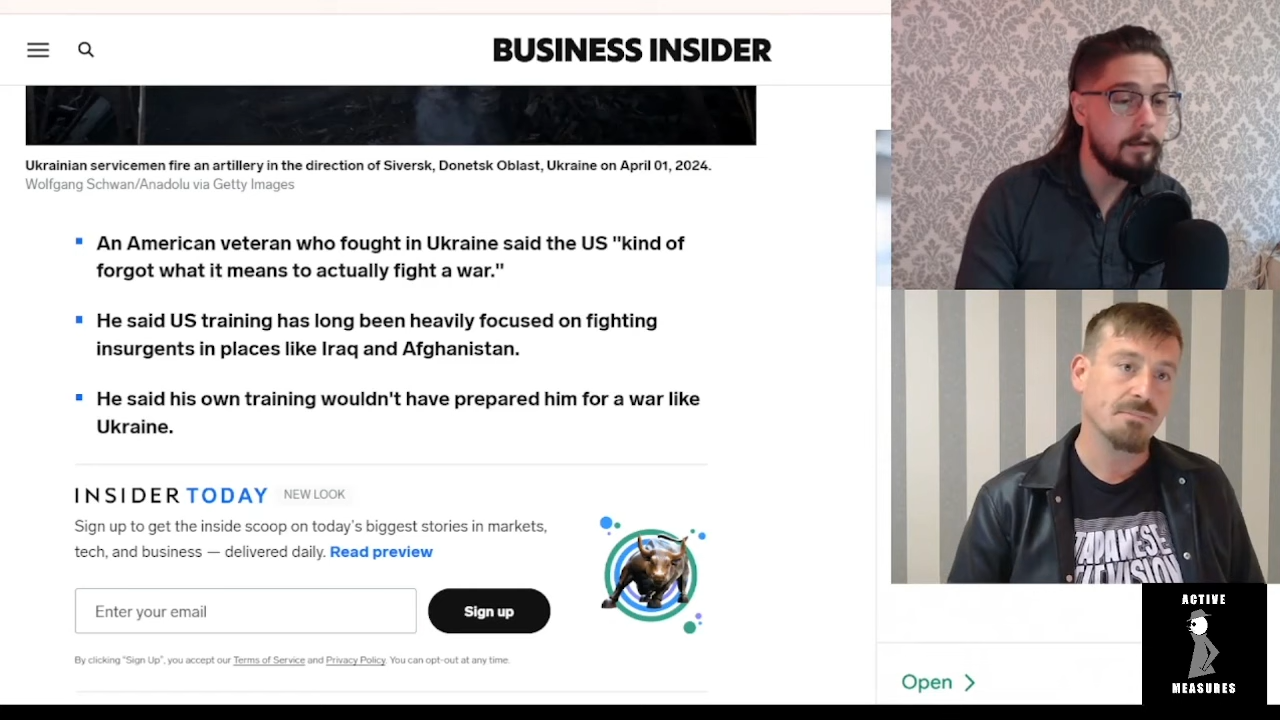 BUSINESS INSIDER
Ukrainian servicemen fire an artillery in the direction of Siversk, Donetsk Oblast, Ukraine on April 01, 2024.
Wolfgang Schwan/Anadolu via Getty Images
An American veteran who fought in Ukraine said the US "kind of
forgot what it means to actually fight a war."
He said US training has long been heavily focused on fighting
insurgents in places like Iraq and Afghanistan.
He said his own training wouldn't have prepared him for a war like
Ukraine.
INSIDER TODAY NEW LOOK
Sign up to get the inside scoop on today's biggest stories in markets,
tech, and business — delivered daily. Read preview
Enter your email
Sign up
By clicking "Sign Up", you accept our Terms of Service and Privacy Policy. You can opt-out at any time.
JAPANESE
TELEVISION
ACTIVE
MEASURES
Open